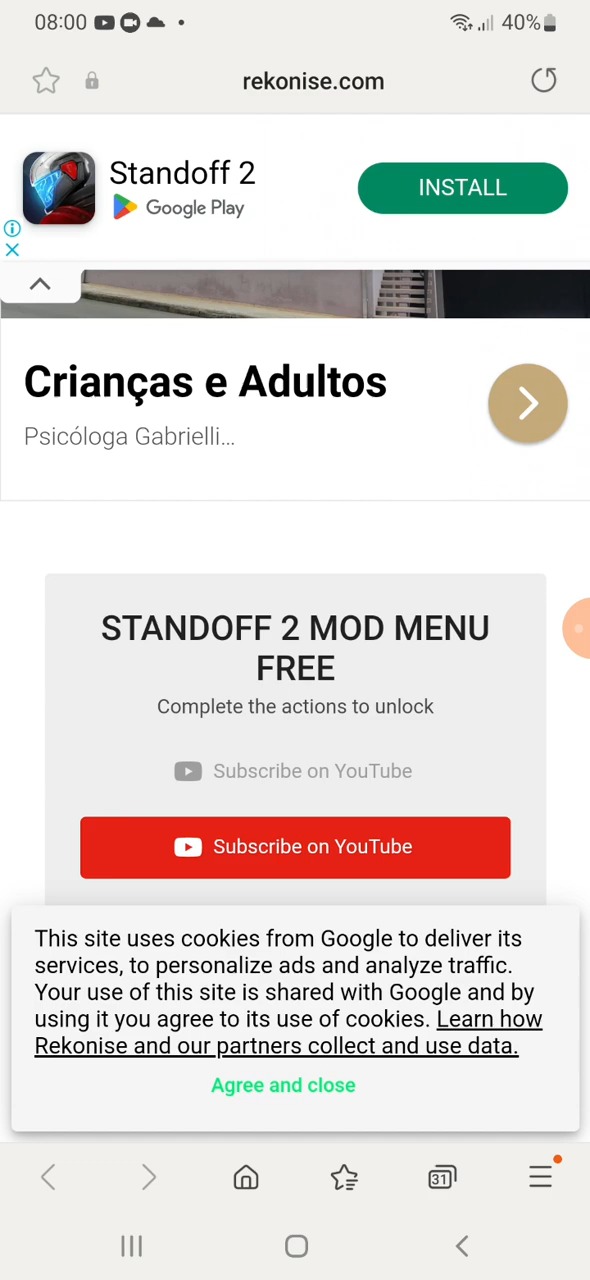 08:00
40%
rekonise.com
Standoff 2
Google Play
INSTALL
Crianças e Adultos
Psicóloga Gabrielli...
STANDOFF 2 MOD MENU
FREE
Complete the actions to unlock
Subscribe on YouTube
Subscribe on YouTube
This site uses cookies from Google to deliver its
services, to personalize ads and analyze traffic.
Your use of this site is shared with Google and by
using it you agree to its use of cookies. Learn how
Rekonise and our partners collect and use data.
Agree and close
31